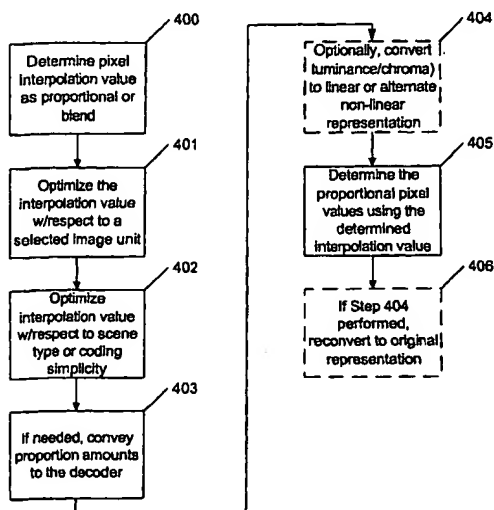 400
Determine pixel
interpolation value
as proportional or
blend
401
Optimize the
interpolation value
w/respect to a
selected image unit
402
Optimize
interpolation value
w/respect to scene
type or coding
simplicity
403
If needed, convey
proportion amounts
to the decoder
404
Optionally, convert
luminance/chroma)
to linear or alternate
non-linear
representation
405
Determine the
proportional pixel
values using the
determined
interpolation value
406
If Step 404
performed,
reconvert to original
representation